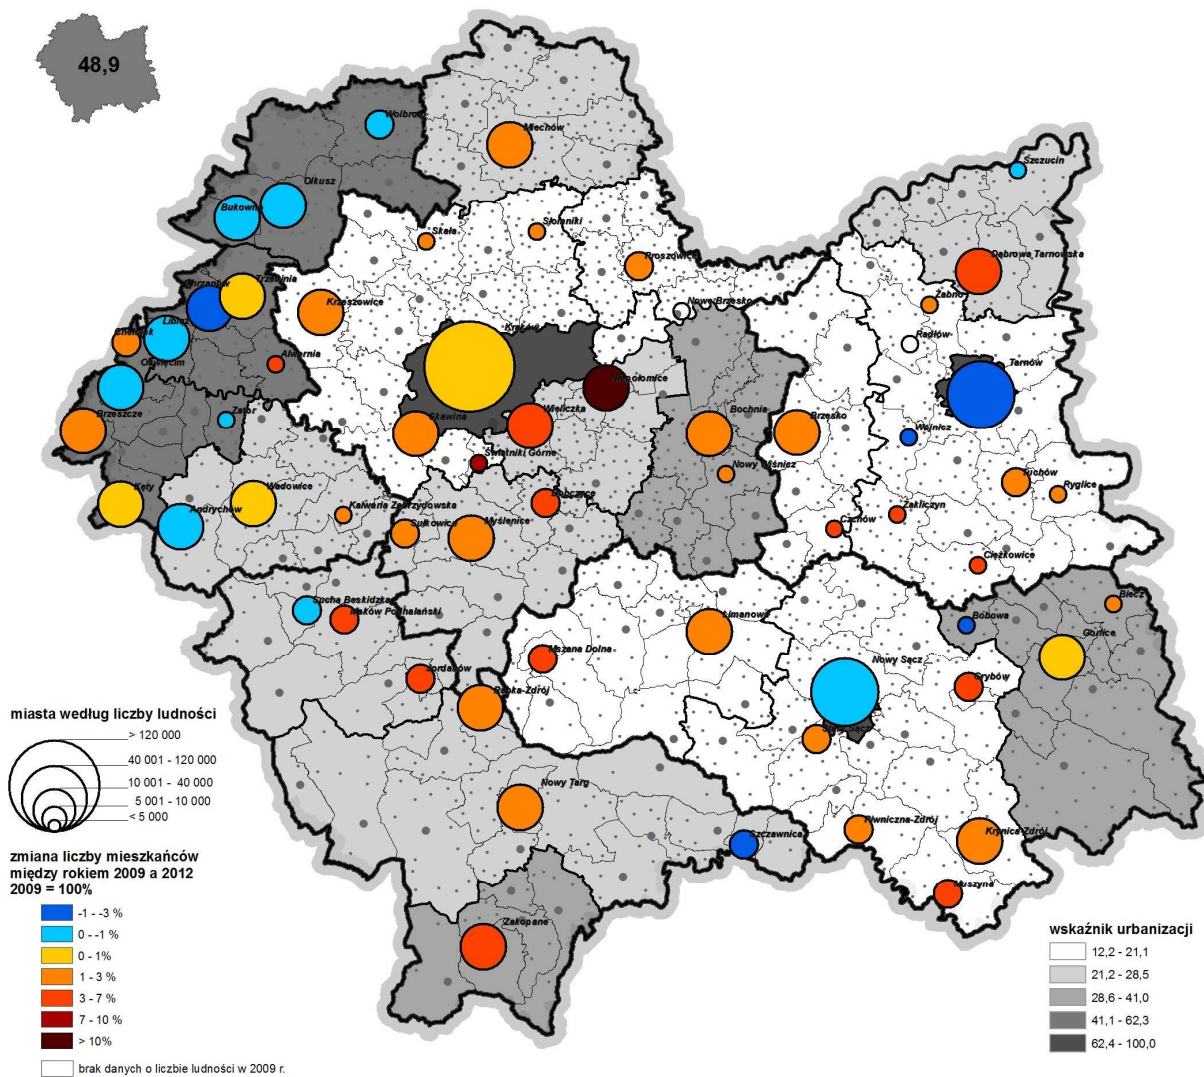 48,9
Wolbrom
Miechów
Szczucin
Olkusz
Bukowno
Skała
Słomniki
Dąbrowa Tarnowska
Proszowice
Trzebinia
Chrzanów
Krzeszowice
Nowe Brzesko
Żabno
Libiąż
Chełmek
Kraków
Radłów
Oświęcim
Alwernia
Tarnów
Niepołomice
Brzeszcze
Zator
Skawina
Wieliczka
Bochnia
Brzesko
Wojnicz
Świątniki Górne
Nowy Wiśnicz
Tuchów
Ryglice
Kęty
Wadowice
Dobczyce
Andrychów
Kalwaria Zebrzydowska
Zakliczyn
Sułkowice
Myślenice
Czchów
Ciężkowice
Sucha Beskidzka
Maków Podhalański
Limanowa
Biecz
Bobowa
Gorlice
Mszana Dolna
Nowy Sącz
Jordanów
Grybów
Rabka-Zdrój
Stary Sącz
Nowy Targ
Szczawnica
Piwniczna-Zdrój
Krynica-Zdrój
Muszyna
Zakopane
miasta według liczby ludności
> 120 000
40 001 - 120 000
10 001 - 40 000
5 001 - 10 000
< 5 000
zmiana liczby mieszkańców
między rokiem 2009 a 2012
2009 = 100%
-1 - -3 %
0 - -1 %
0 - 1%
1 - 3 %
3 - 7 %
7 - 10 %
> 10%
brak danych o liczbie ludności w 2009 r.
wskaźnik urbanizacji
12,2 - 21,1
21,2 - 28,5
28,6 - 41,0
41,1 - 62,3
62,4 - 100,0